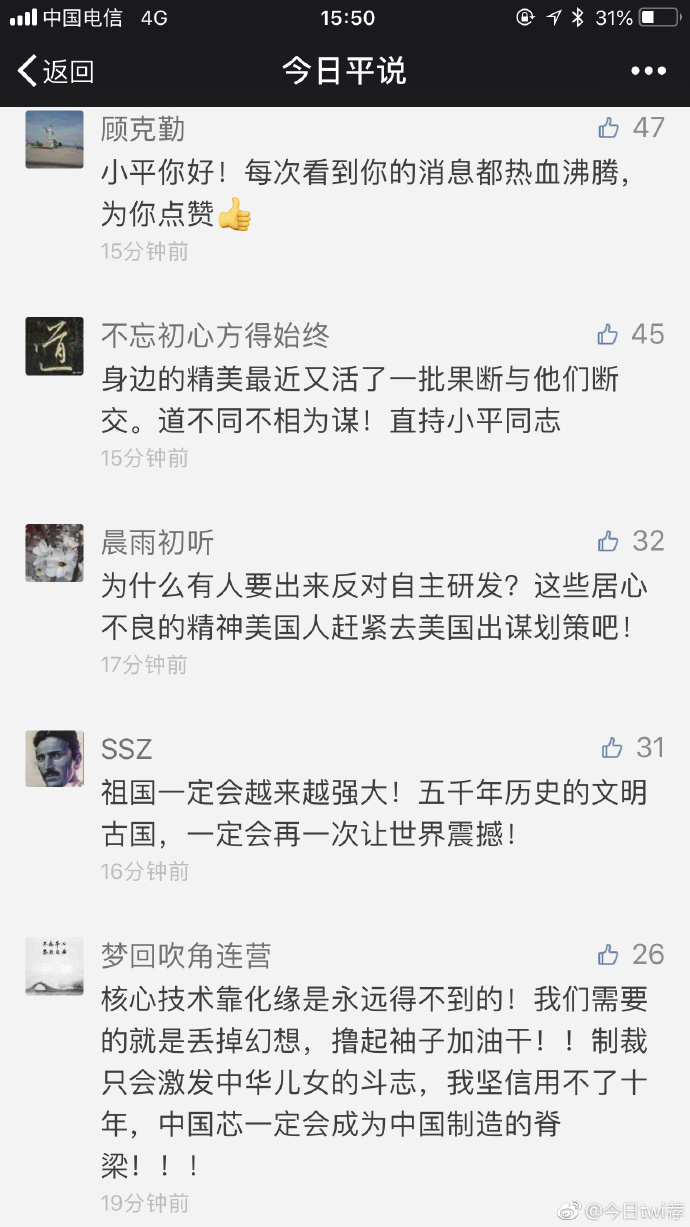 中国电信 4G 15:50 31%
返回 今日平说
顾克勤 47
小平你好！每次看到你的消息都热血沸腾，
为你点赞👍
15分钟前
道
不忘初心方得始终 45
身边的精美最近又活了一批果断与他们断
交。道不同不相为谋！直持小平同志
15分钟前
晨雨初听 32
为什么有人要出来反对自主研发？这些居心
不良的精神美国人赶紧去美国出谋划策吧！
17分钟前
SSZ 31
祖国一定会越来越强大！五千年历史的文明
古国，一定会再一次让世界震撼！
16分钟前
梦回吹角连营 26
核心技术靠化缘是永远得不到的！我们需要
的就是丢掉幻想，撸起袖子加油干！！制裁
只会激发中华儿女的斗志，我坚信用不了十
年，中国芯一定会成为中国制造的脊
梁！！！
19分钟前
@今日twi荐